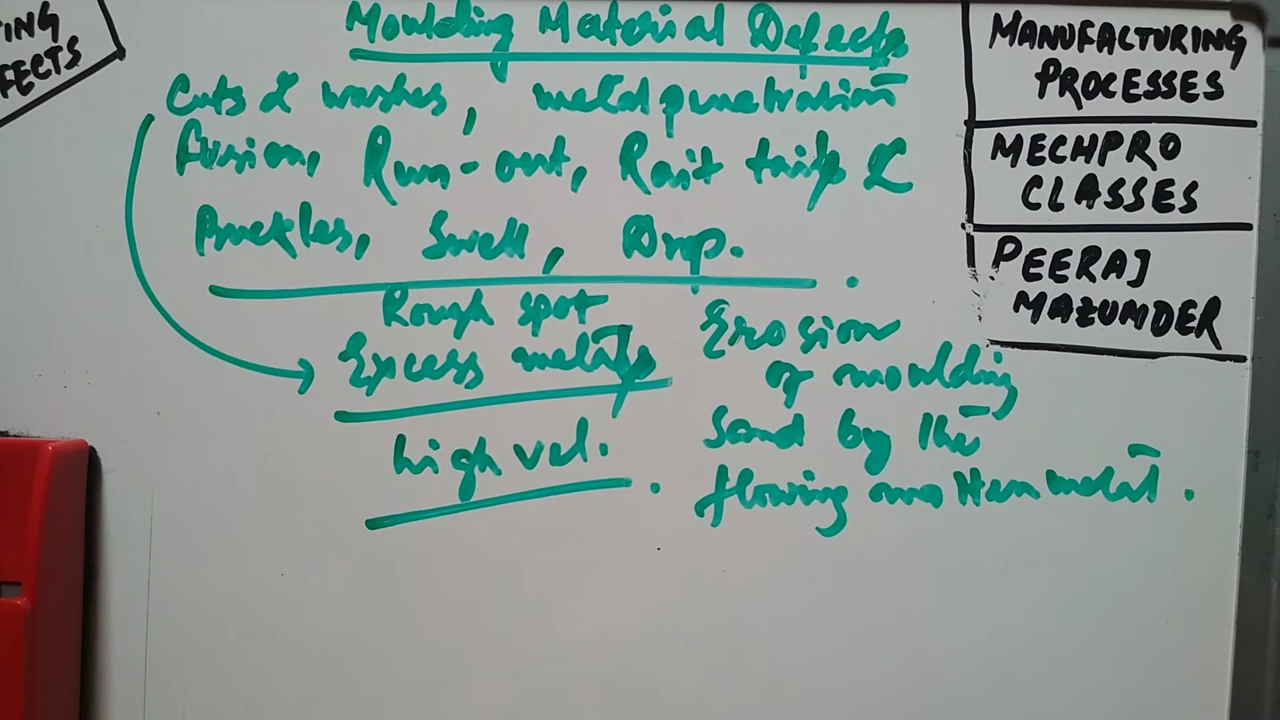 ING
FECTS
Moulding Material Defects
Cuts & washes, metal penetration
fusion, Run-out, Rait tails &
Buckles, Swell, Drop.
Rough spot
Excess metals
high vel.
Erosion
of moulding
Sand by the
flowing molten metal.
MANUFACTURING
PROCESSES
MECHPRO
CLASSES
PEERAJ
MAZUMDER